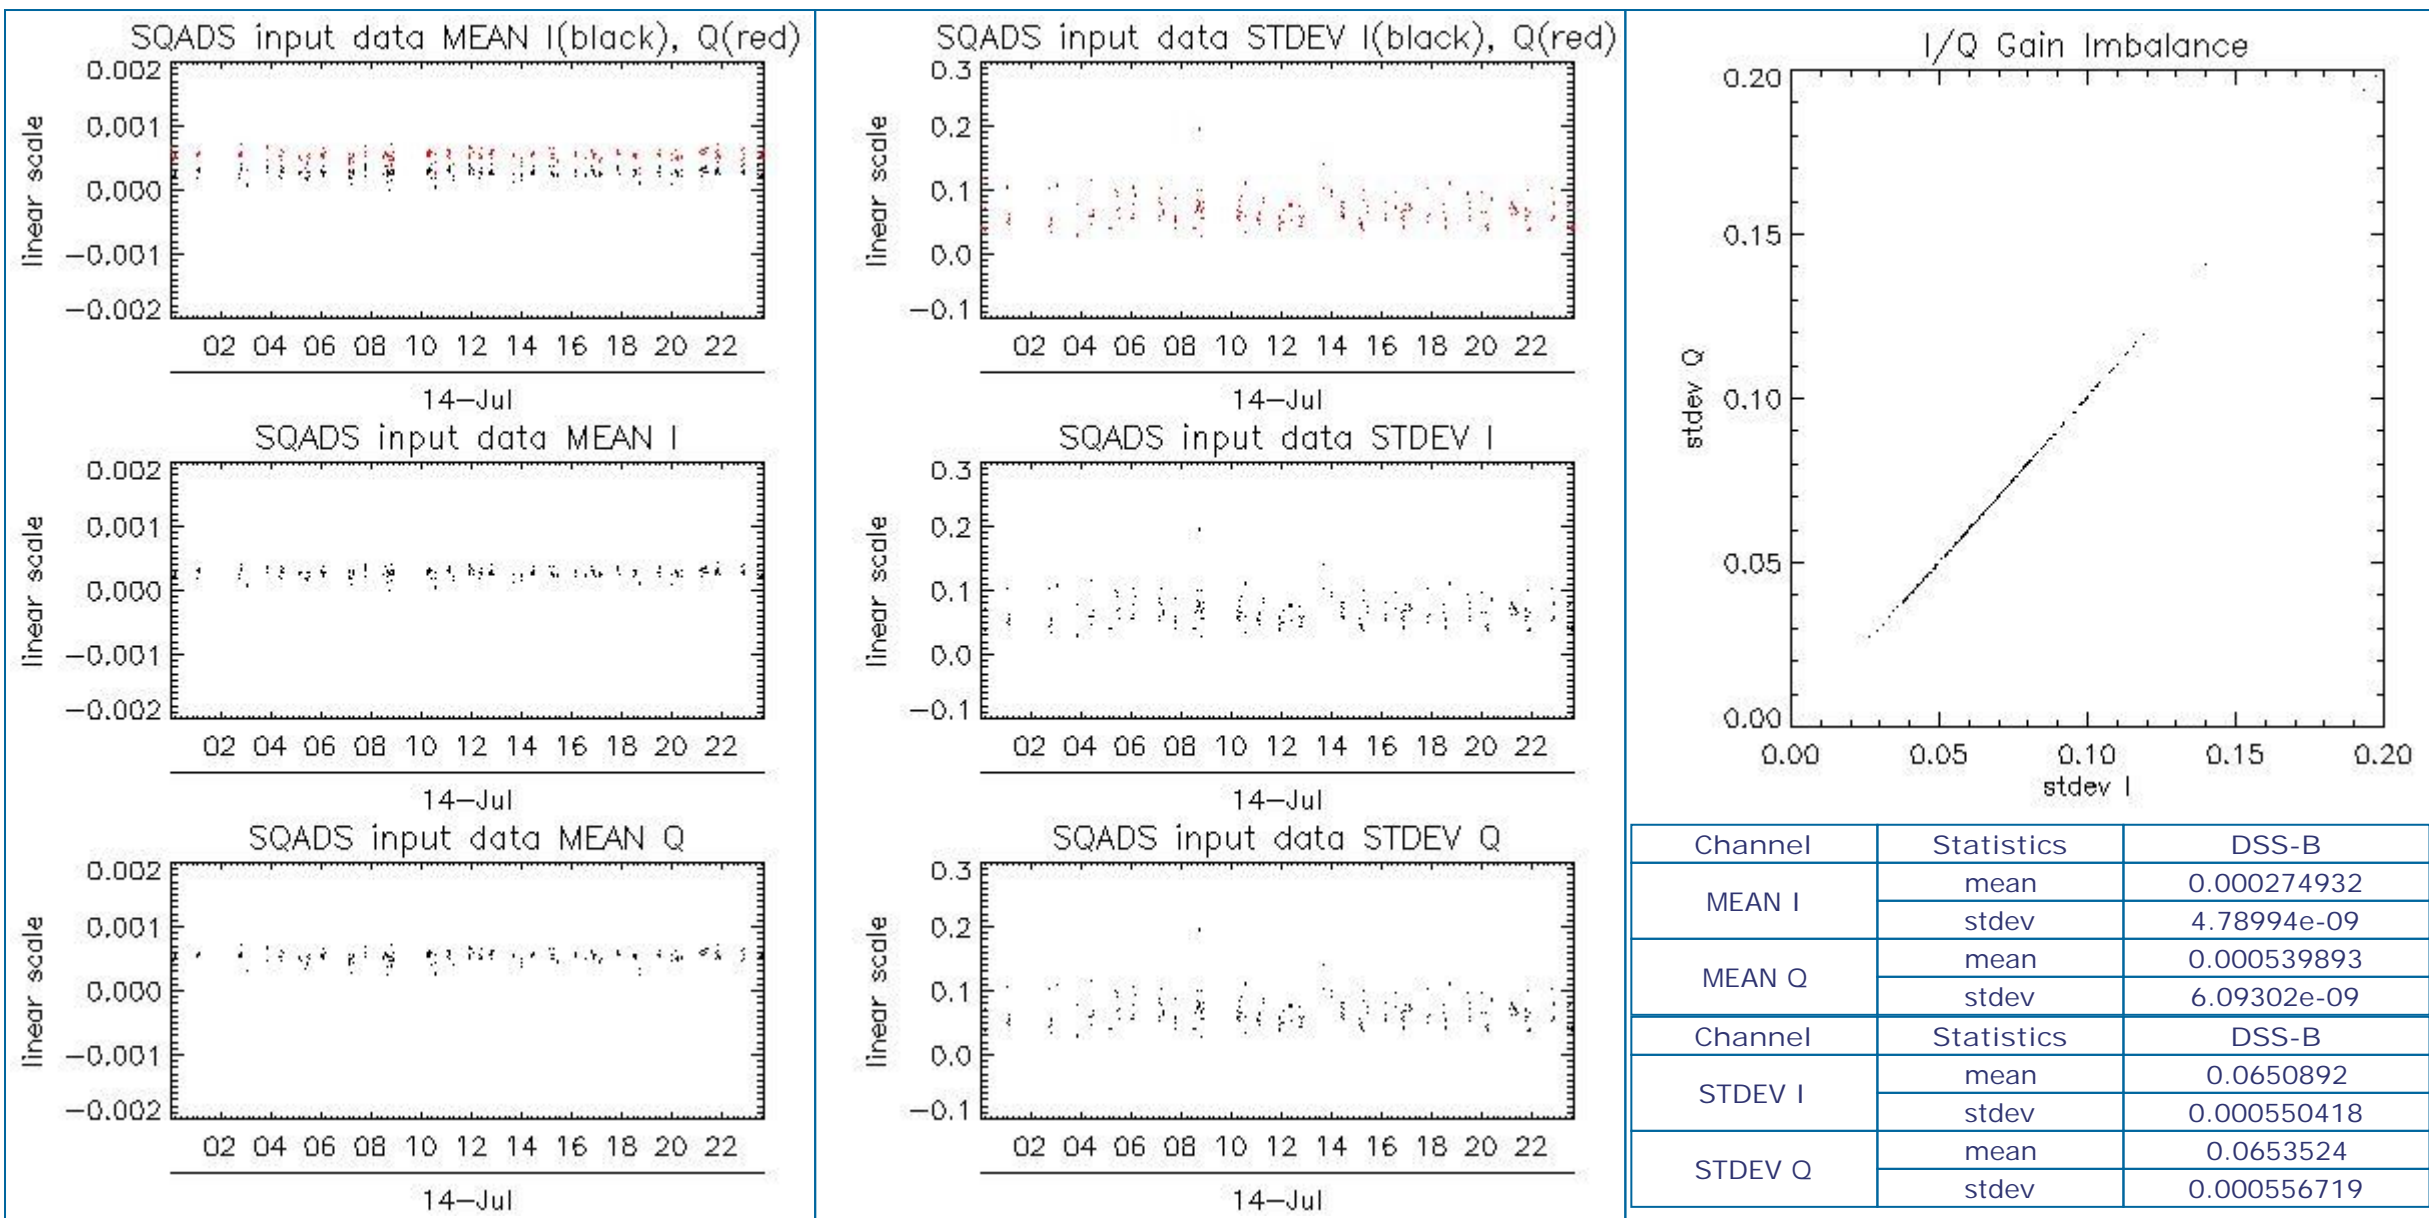 SQADS input data MEAN I(black), Q(red)
linear scale
0.002
0.001
0.000
-0.001
-0.002
02 04 06 08 10 12 14 16 18 20 22
14-Jul
SQADS input data MEAN I
linear scale
0.002
0.001
0.000
-0.001
-0.002
02 04 06 08 10 12 14 16 18 20 22
14-Jul
SQADS input data MEAN Q
linear scale
0.002
0.001
0.000
-0.001
-0.002
02 04 06 08 10 12 14 16 18 20 22
14-Jul
SQADS input data STDEV I(black), Q(red)
linear scale
0.3
0.2
0.1
0.0
-0.1
02 04 06 08 10 12 14 16 18 20 22
14-Jul
SQADS input data STDEV I
linear scale
0.3
0.2
0.1
0.0
-0.1
02 04 06 08 10 12 14 16 18 20 22
14-Jul
SQADS input data STDEV Q
linear scale
0.3
0.2
0.1
0.0
-0.1
02 04 06 08 10 12 14 16 18 20 22
14-Jul
I/Q Gain Imbalance
stdev Q
0.20
0.15
0.10
0.05
0.00
0.00 0.05 0.10 0.15 0.20
stdev I
Channel Statistics DSS-B
MEAN I mean 0.000274932
stdev 4.78994e-09
MEAN Q mean 0.000539893
stdev 6.09302e-09
Channel Statistics DSS-B
STDEV I mean 0.0650892
stdev 0.000550418
STDEV Q mean 0.0653524
stdev 0.000556719